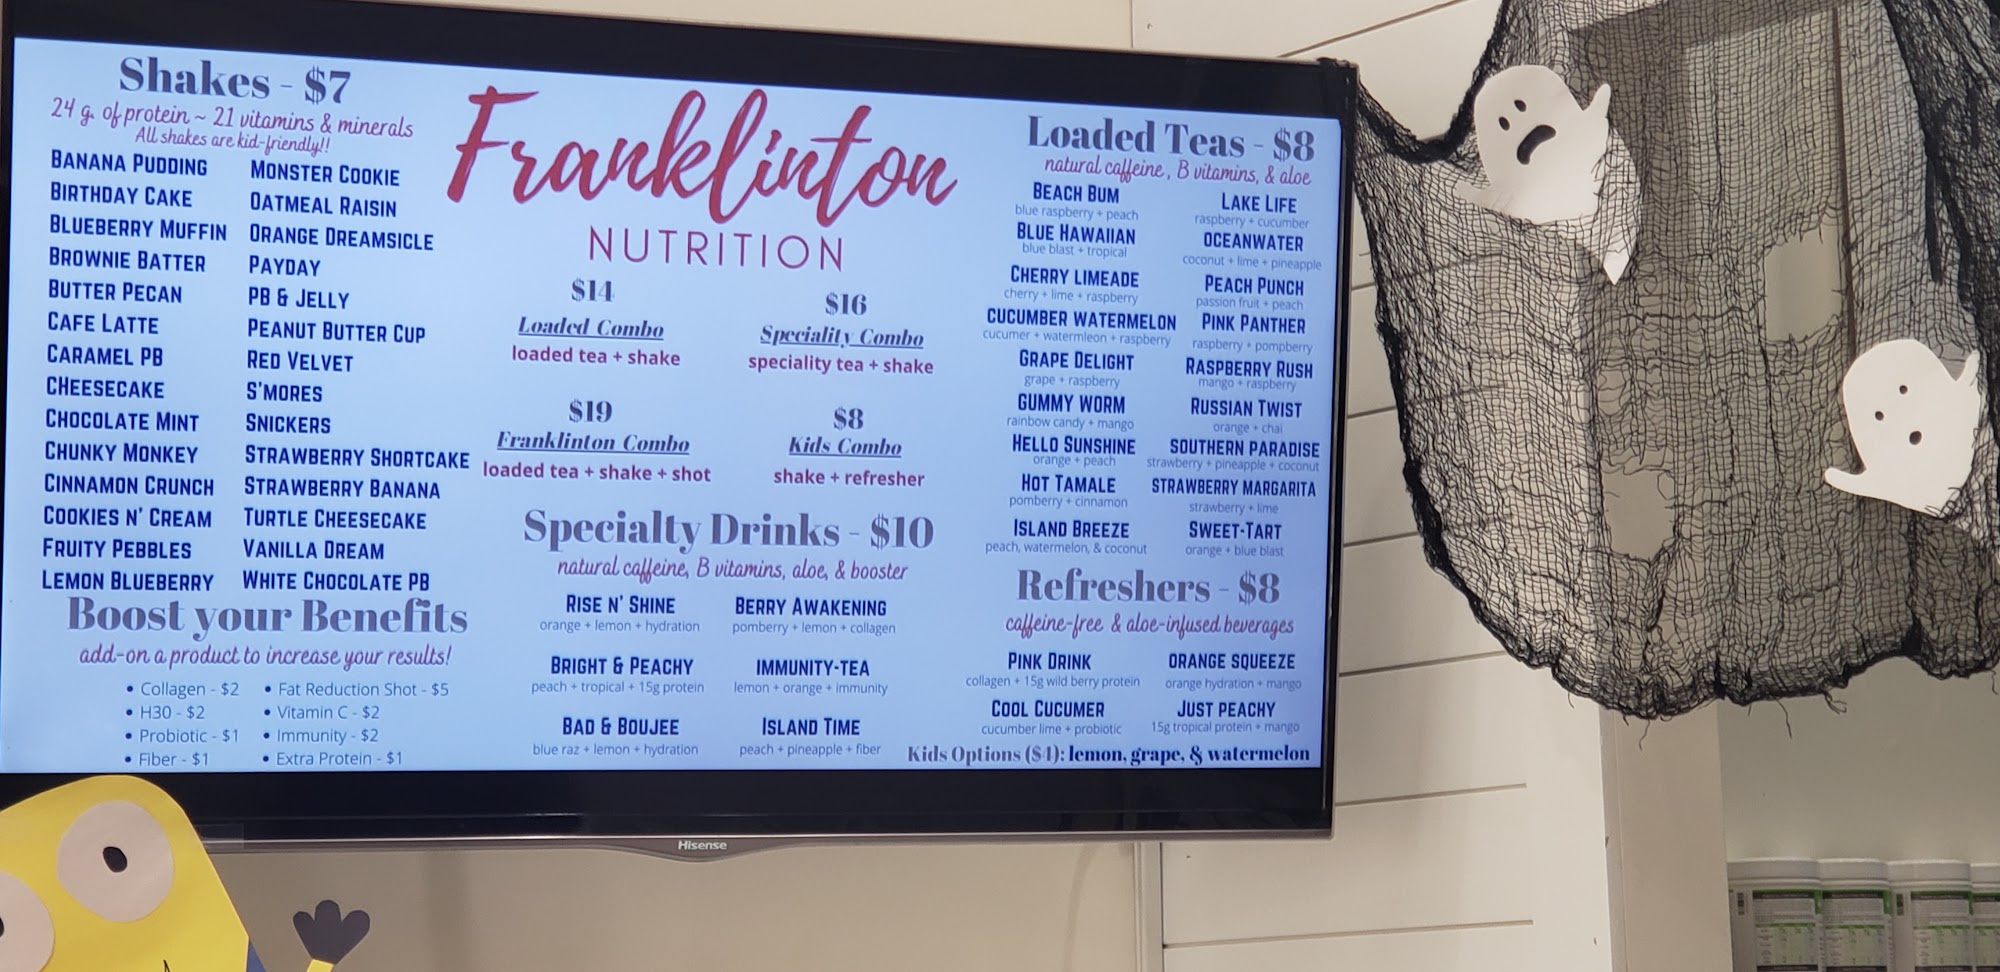 Shakes - $7
24 g. of protein ~ 21 vitamins & minerals
All shakes are kid-friendly!!
BANANA PUDDING
BIRTHDAY CAKE
BLUEBERRY MUFFIN
BROWNIE BATTER
BUTTER PECAN
CAFE LATTE
CARAMEL PB
CHEESECAKE
CHOCOLATE MINT
CHUNKY MONKEY
CINNAMON CRUNCH
COOKIES N' CREAM
FRUITY PEBBLES
LEMON BLUEBERRY
MONSTER COOKIE
OATMEAL RAISIN
ORANGE DREAMSICLE
PAYDAY
PB & JELLY
PEANUT BUTTER CUP
RED VELVET
S'MORES
SNICKERS
STRAWBERRY SHORTCAKE
STRAWBERRY BANANA
TURTLE CHEESECAKE
VANILLA DREAM
WHITE CHOCOLATE PB
Boost your Benefits
add-on a product to increase your results!
• Collagen - $2
• H30 - $2
• Probiotic - $1
• Fiber - $1
• Fat Reduction Shot - $5
• Vitamin C - $2
• Immunity - $2
• Extra Protein - $1
Franklinton
NUTRITION
$14
Loaded Combo
loaded tea + shake
$16
Speciality Combo
speciality tea + shake
$19
Franklinton Combo
loaded tea + shake + shot
$8
Kids Combo
shake + refresher
Specialty Drinks - $10
natural caffeine, B vitamins, aloe, & booster
RISE N' SHINE
orange + lemon + hydration
BERRY AWAKENING
pomberry + lemon + collagen
BRIGHT & PEACHY
peach + tropical + 15g protein
IMMUNITY-TEA
lemon + orange + immunity
BAD & BOUJEE
blue raz + lemon + hydration
ISLAND TIME
peach + pineapple + fiber
Loaded Teas - $8
natural caffeine, B vitamins, & aloe
BEACH BUM
blue raspberry + peach
BLUE HAWAIIAN
blue blast + tropical
CHERRY LIMEADE
cherry + lime + raspberry
CUCUMBER WATERMELON
cucumer + watermleon + raspberry
GRAPE DELIGHT
grape + raspberry
GUMMY WORM
rainbow candy + mango
HELLO SUNSHINE
orange + peach
HOT TAMALE
pomberry + cinnamon
ISLAND BREEZE
peach, watermelon, & coconut
LAKE LIFE
raspberry + cucumber
OCEANWATER
coconut + lime + pineapple
PEACH PUNCH
passion fruit + peach
PINK PANTHER
raspberry + pompberry
RASPBERRY RUSH
mango + raspberry
RUSSIAN TWIST
orange + chai
SOUTHERN PARADISE
strawberry + pineapple + coconut
STRAWBERRY MARGARITA
strawberry + lime
SWEET-TART
orange + blue blast
Refreshers - $8
caffeine-free & aloe-infused beverages
PINK DRINK
collagen + 15g wild berry protein
ORANGE SQUEEZE
orange hydration + mango
COOL CUCUMER
cucumber lime + probiotic
JUST PEACHY
15g tropical protein + mango
Kids Options ($4): lemon, grape, & watermelon
Hisense